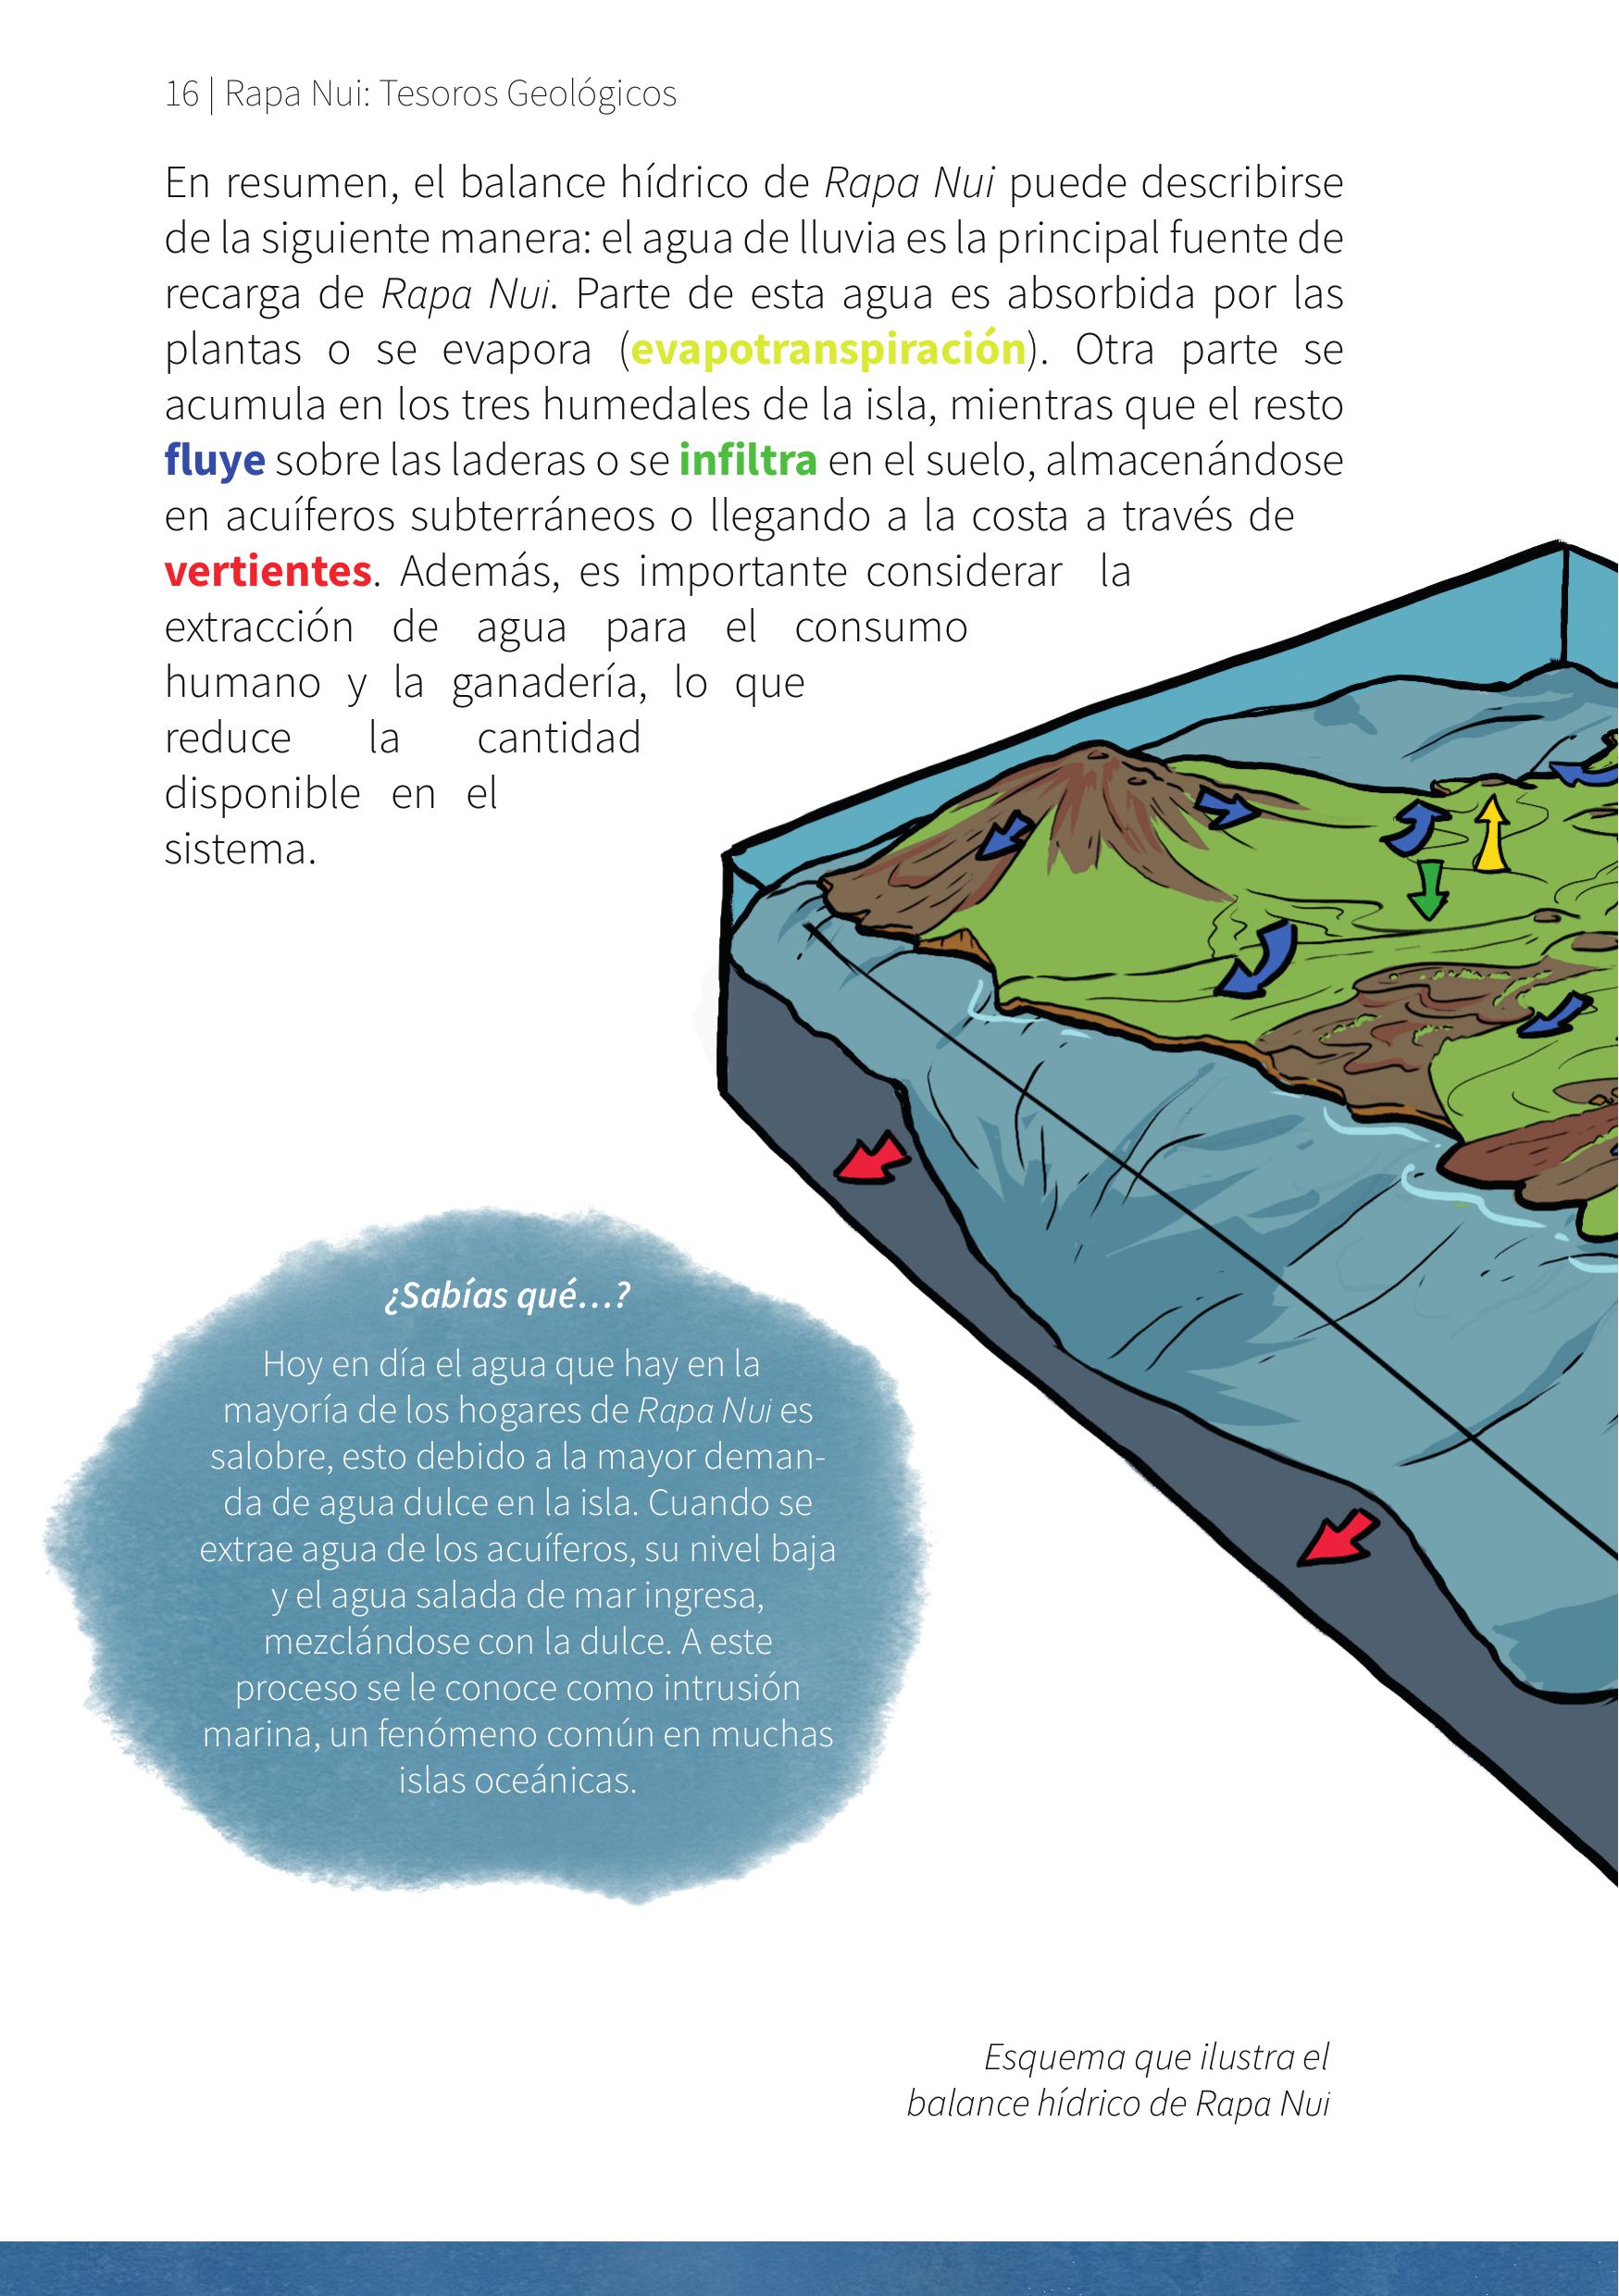 16 | Rapa Nui: Tesoros Geológicos
En resumen, el balance hídrico de Rapa Nui puede describirse
de la siguiente manera: el agua de lluvia es la principal fuente de
recarga de Rapa Nui. Parte de esta agua es absorbida por las
plantas o se evapora (evapotranspiración). Otra parte se
acumula en los tres humedales de la isla, mientras que el resto
fluye sobre las laderas o se infiltra en el suelo, almacenándose
en acuíferos subterráneos o llegando a la costa a través de
vertientes. Además, es importante considerar la
extracción de agua para el consumo
humano y la ganadería, lo que
reduce la cantidad
disponible en el
sistema.
¿Sabías qué...?
Hoy en día el agua que hay en la
mayoría de los hogares de Rapa Nui es
salobre, esto debido a la mayor deman-
da de agua dulce en la isla. Cuando se
extrae agua de los acuíferos, su nivel baja
y el agua salada de mar ingresa,
mezclándose con la dulce. A este
proceso se le conoce como intrusión
marina, un fenómeno común en muchas
islas oceánicas.
Esquema que ilustra el
balance hídrico de Rapa Nui